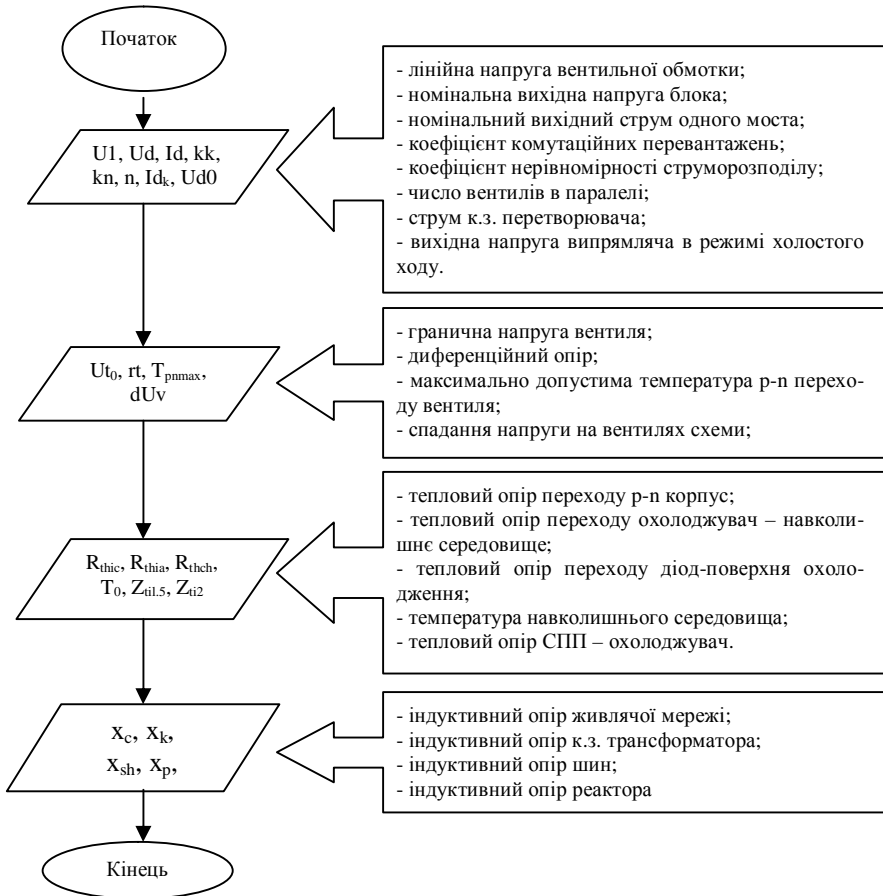 Початок
U1, Ud, Id, kk,
kn, n, Idk, Ud0
- лінійна напруга вентильної обмотки;
- номінальна вихідна напруга блока;
- номінальний вихідний струм одного моста;
- коефіцієнт комутаційних перевантажень;
- коефіцієнт нерівномірності струморозподілу;
- число вентилів в паралелі;
- струм к.з. перетворювача;
- вихідна напруга випрямляча в режимі холостого
ходу.
Ut0, rt, Tpnmax,
dUv
- гранична напруга вентиля;
- диференційний опір;
- максимально допустима температура p-n перехо-
ду вентиля;
- спадання напруги на вентилях схеми;
Rthic, Rthia, Rthch,
T0, Ztil.5, Zti2
- тепловий опір переходу p-n корпус;
- тепловий опір переходу охолоджувач – навколи-
шнє середовище;
- тепловий опір переходу діод-поверхня охоло-
дження;
- температура навколишнього середовища;
- тепловий опір СПП – охолоджувач.
xc, xk,
xsh, xp,
- індуктивний опір живлячої мережі;
- індуктивний опір к.з. трансформатора;
- індуктивний опір шин;
- індуктивний опір реактора
Кінець